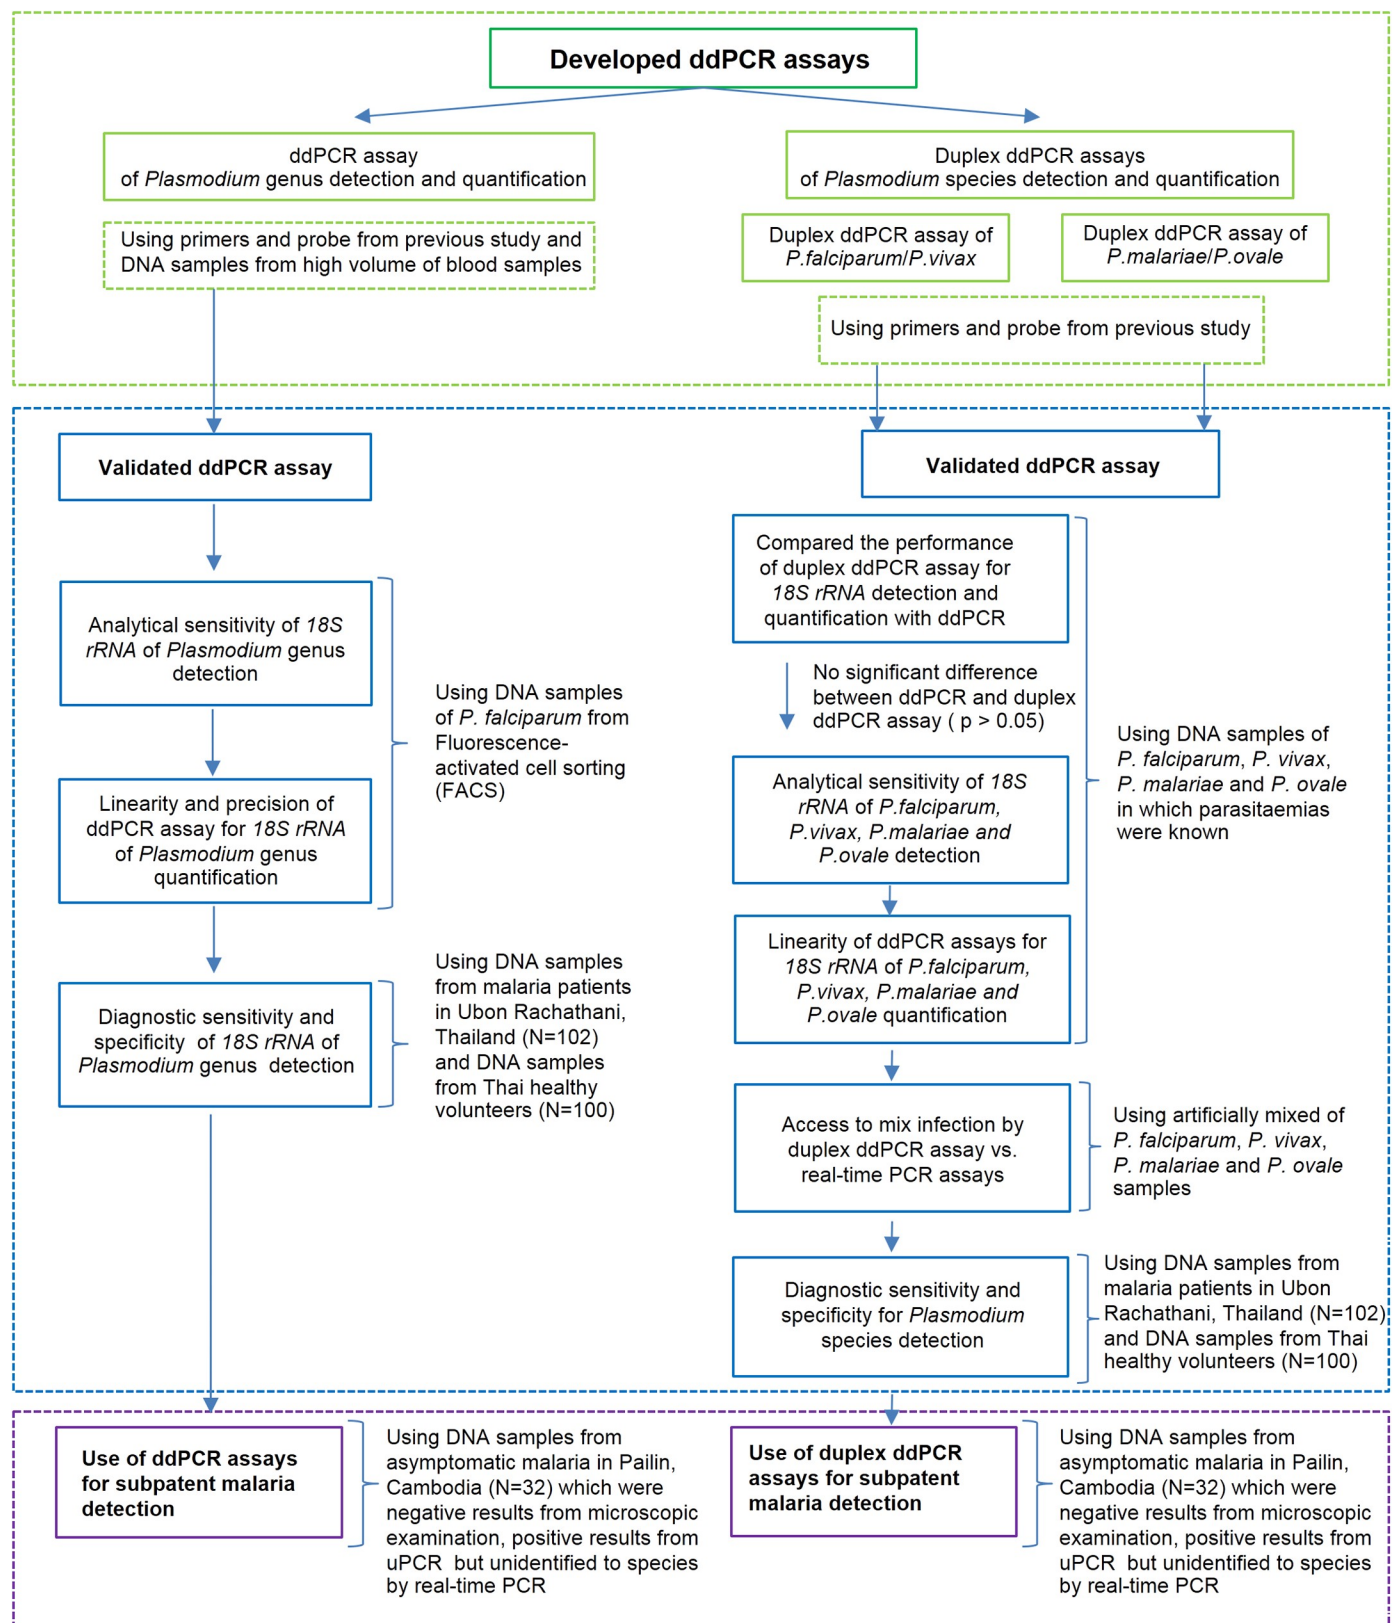 Developed ddPCR assays
ddPCR assay
of Plasmodium genus detection and quantification
Using primers and probe from previous study and
DNA samples from high volume of blood samples
Duplex ddPCR assays
of Plasmodium species detection and quantification
Duplex ddPCR assay of
P.falciparum/P.vivax
Duplex ddPCR assay of
P.malariae/P.ovale
Using primers and probe from previous study
Validated ddPCR assay
Analytical sensitivity of 18S
rRNA of Plasmodium genus
detection
Linearity and precision of
ddPCR assay for 18S rRNA
of Plasmodium genus
quantification
Using DNA samples
of P. falciparum from
Fluorescence-
activated cell sorting
(FACS)
Diagnostic sensitivity and
specificity of 18S rRNA of
Plasmodium genus detection
Using DNA samples
from malaria patients
in Ubon Rachathani,
Thailand (N=102)
and DNA samples
from Thai healthy
volunteers (N=100)
Validated ddPCR assay
Compared the performance
of duplex ddPCR assay for
18S rRNA detection and
quantification with ddPCR
No significant difference
between ddPCR and duplex
ddPCR assay ( p > 0.05)
Analytical sensitivity of 18S
rRNA of P.falciparum,
P.vivax, P.malariae and
P.ovale detection
Linearity of ddPCR assays for
18S rRNA of P.falciparum,
P.vivax, P.malariae and
P.ovale quantification
Using DNA samples of
P. falciparum, P. vivax,
P. malariae and P. ovale
in which parasitaemias
were known
Access to mix infection by
duplex ddPCR assay vs.
real-time PCR assays
Using artificially mixed of
P. falciparum, P. vivax,
P. malariae and P. ovale
samples
Diagnostic sensitivity and
specificity for Plasmodium
species detection
Using DNA samples from
malaria patients in Ubon
Rachathani, Thailand (N=102)
and DNA samples from Thai
healthy volunteers (N=100)
Use of ddPCR assays
for subpatent malaria
detection
Using DNA samples from
asymptomatic malaria in Pailin,
Cambodia (N=32) which were
negative results from microscopic
examination, positive results from
uPCR but unidentified to species
by real-time PCR
Use of duplex ddPCR
assays for subpatent
malaria detection
Using DNA samples from
asymptomatic malaria in Pailin,
Cambodia (N=32) which were
negative results from microscopic
examination, positive results from
uPCR but unidentified to species
by real-time PCR